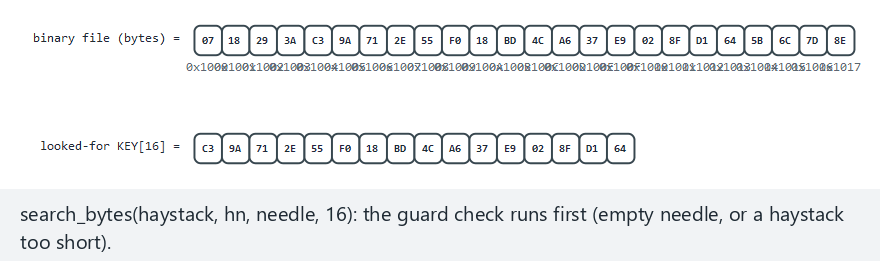 binary file (bytes) = 07 18 29 3A C3 9A 71 2E 55 F0 18 BD 4C A6 37 E9 02 8F D1 64 5B 6C 7D 8E
looked-for KEY[16] = C3 9A 71 2E 55 F0 18 BD 4C A6 37 E9 02 8F D1 64
search_bytes(haystack, hn, needle, 16): the guard check runs first (empty needle, or a haystack
too short).